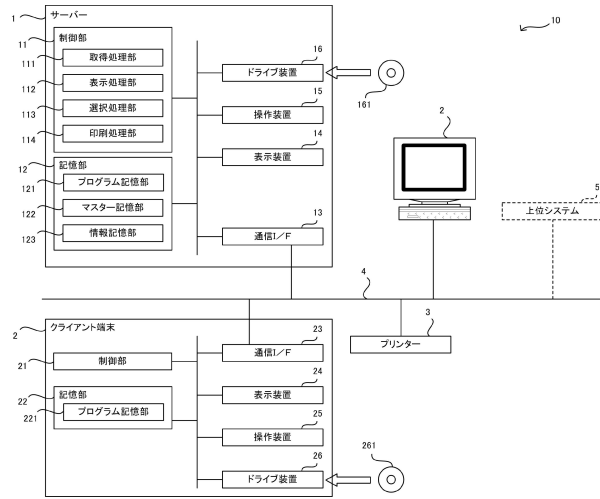 10
1
サーバー
11
制御部
111
取得処理部
112
表示処理部
113
選択処理部
114
印刷処理部
12
記憶部
121
プログラム記憶部
122
マスター記憶部
123
情報記憶部
16
ドライブ装置
161
15
操作装置
14
表示装置
13
通信I/F
2
5
上位システム
4
3
プリンター
2
クライアント端末
21
制御部
22
記憶部
221
プログラム記憶部
23
通信I/F
24
表示装置
25
操作装置
26
ドライブ装置
261